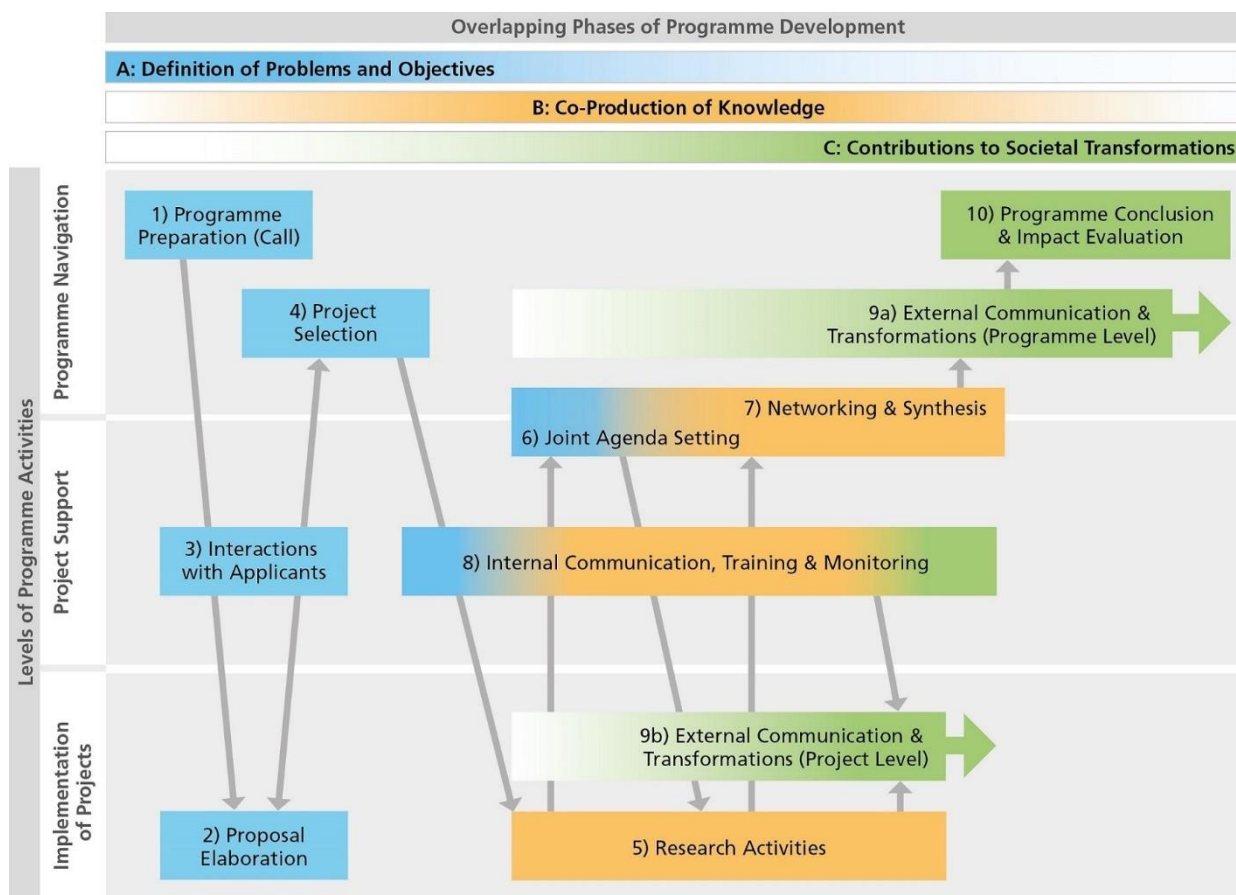 Overlapping Phases of Programme Development
A: Definition of Problems and Objectives
B: Co-Production of Knowledge
C: Contributions to Societal Transformations
Levels of Programme Activities
Programme Navigation
1) Programme
Preparation (Call)
10) Programme Conclusion
& Impact Evaluation
4) Project
Selection
9a) External Communication &
Transformations (Programme Level)
7) Networking & Synthesis
Project Support
6) Joint Agenda Setting
3) Interactions
with Applicants
8) Internal Communication, Training & Monitoring
Implementation
of Projects
9b) External Communication &
Transformations (Project Level)
2) Proposal
Elaboration
5) Research Activities